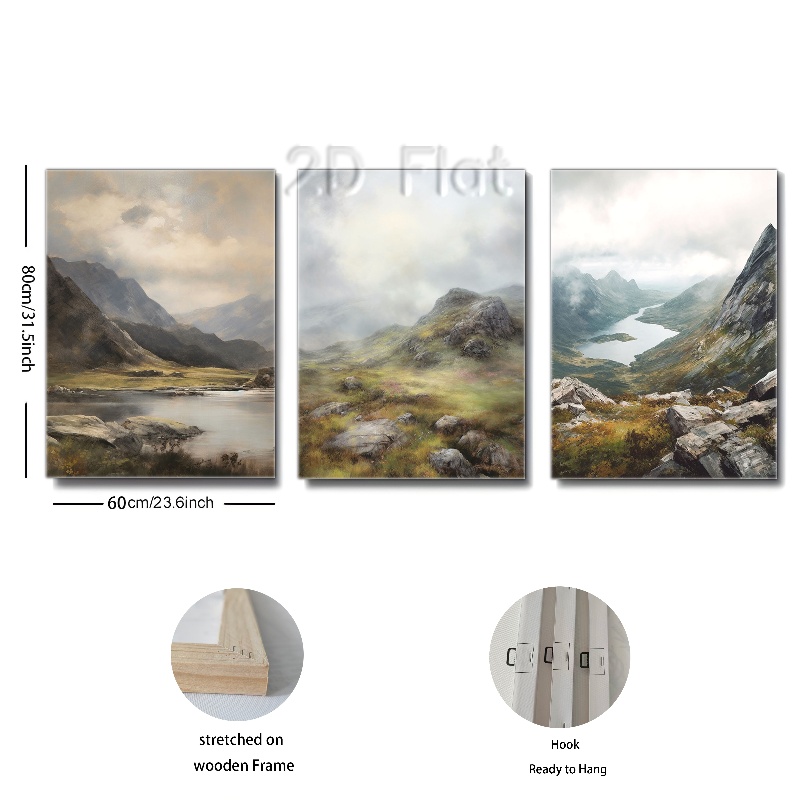 2D Flat
80cm/31.5inch
60cm/23.6inch
stretched on
wooden Frame
Hook
Ready to Hang